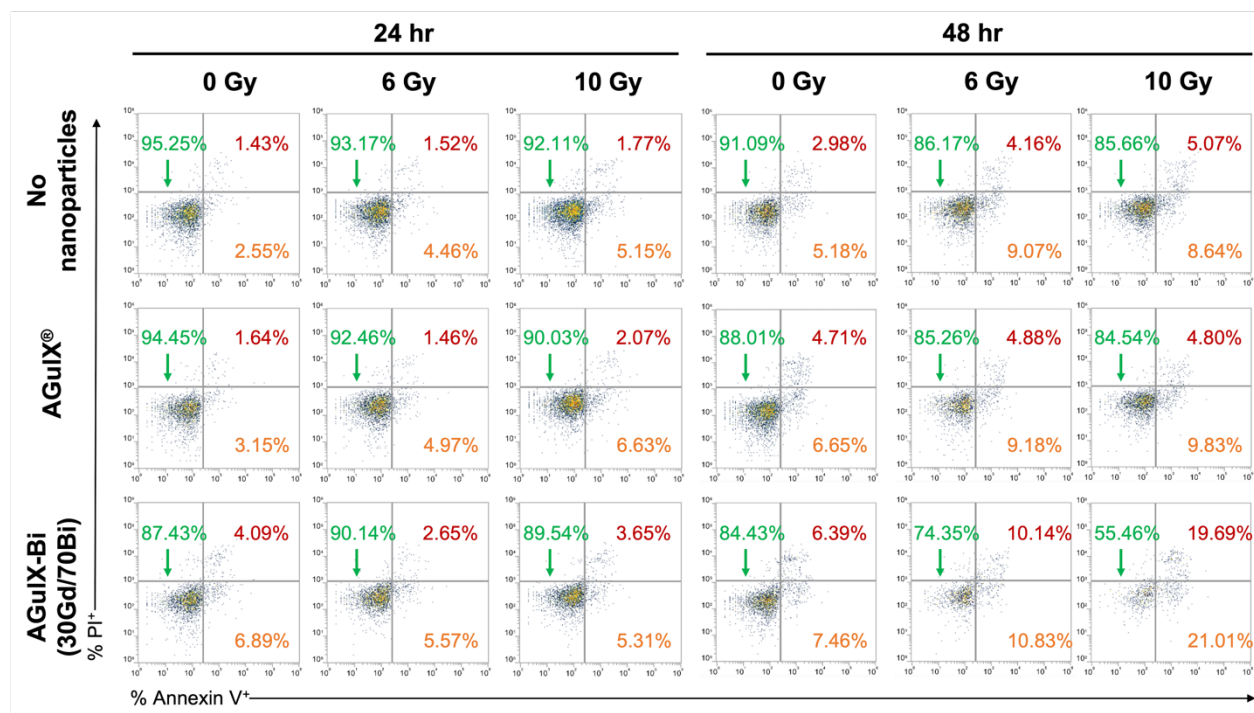 24 hr 48 hr
0 Gy 6 Gy 10 Gy 0 Gy 6 Gy 10 Gy
No nanoparticles
95.25% 1.43% 93.17% 1.52% 92.11% 1.77% 91.09% 2.98% 86.17% 4.16% 85.66% 5.07%
2.55% 4.46% 5.15% 5.18% 9.07% 8.64%
AGuIX®
94.45% 1.64% 92.46% 1.46% 90.03% 2.07% 88.01% 4.71% 85.26% 4.88% 84.54% 4.80%
3.15% 4.97% 6.63% 6.65% 9.18% 9.83%
AGuIX-Bi
(30Gd/70Bi)
87.43% 4.09% 90.14% 2.65% 89.54% 3.65% 84.43% 6.39% 74.35% 10.14% 55.46% 19.69%
6.89% 5.57% 5.31% 7.46% 10.83% 21.01%
% PI⁺
% Annexin V⁺